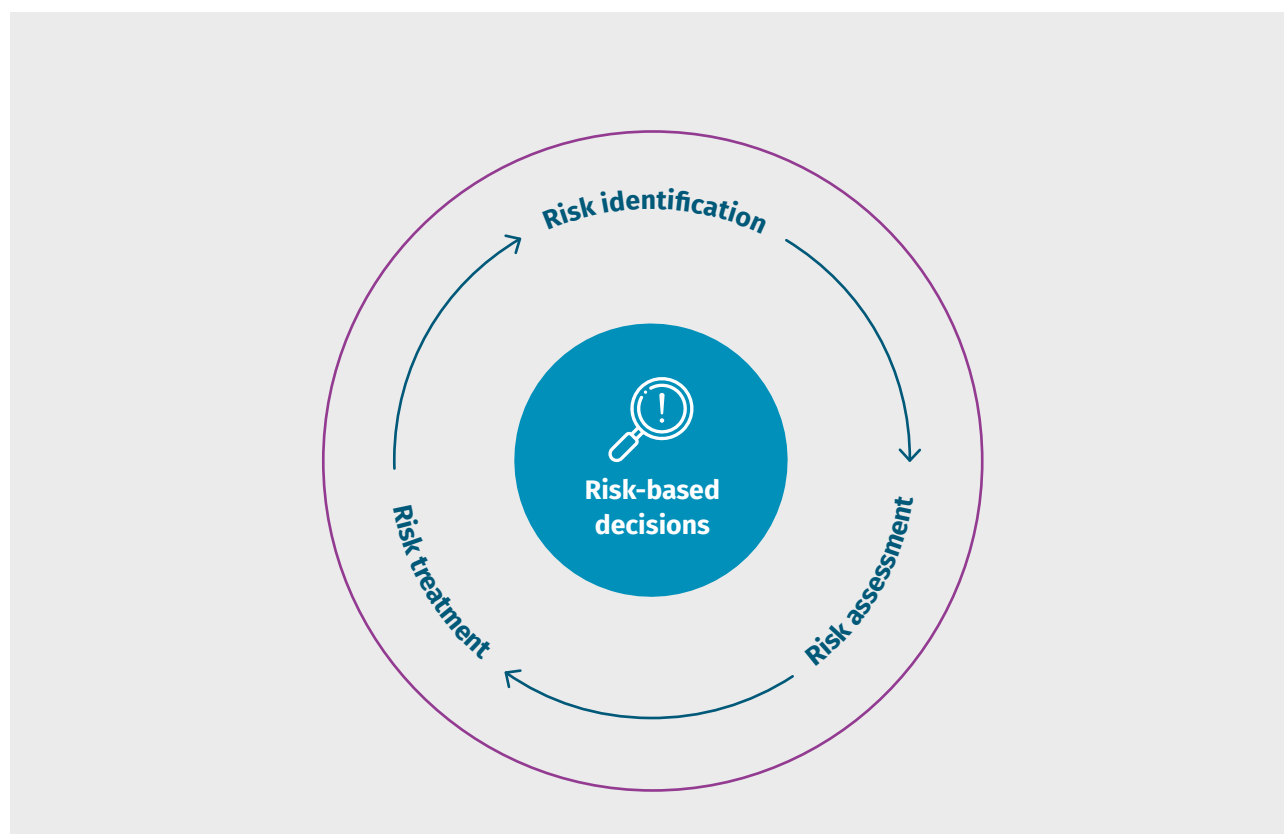 Risk identification
Risk-based
decisions
Risk assessment
Risk treatment